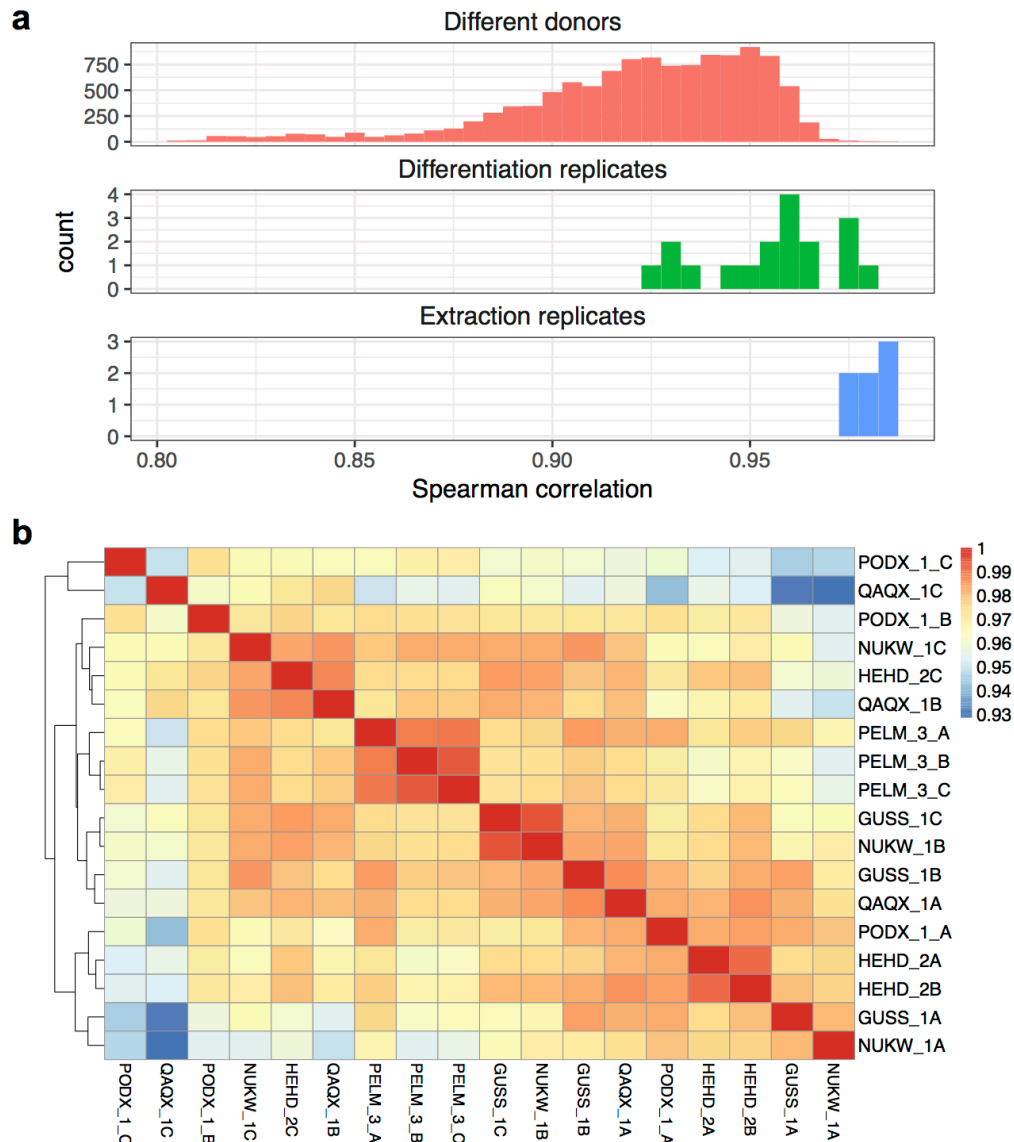 a
Different donors
750
500
250
0
Differentiation replicates
4
3
2
1
0
count
Extraction replicates
3
2
1
0
0.80 0.85 0.90 0.95
Spearman correlation
b
PODX_1_C
QAQX_1C
PODX_1_B
NUKW_1C
HEHD_2C
QAQX_1B
PELM_3_A
PELM_3_B
PELM_3_C
GUSS_1C
NUKW_1B
GUSS_1B
QAQX_1A
PODX_1_A
HEHD_2A
HEHD_2B
GUSS_1A
NUKW_1A
1
0.99
0.98
0.97
0.96
0.95
0.94
0.93
PODX_1_C
QAQX_1C
PODX_1_B
NUKW_1C
HEHD_2C
QAQX_1B
PELM_3_A
PELM_3_B
PELM_3_C
GUSS_1C
NUKW_1B
GUSS_1B
QAQX_1A
PODX_1_A
HEHD_2A
HEHD_2B
GUSS_1A
NUKW_1A